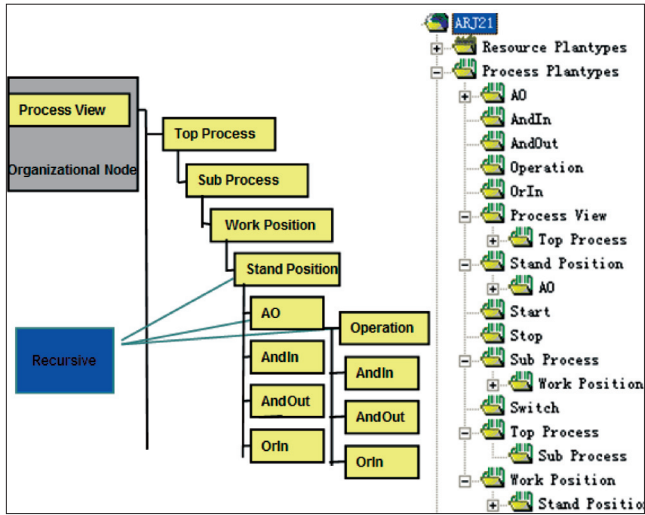 Process View
Organizational Node
Top Process
Sub Process
Work Position
Stand Position
AO
AndIn
AndOut
OrIn
Operation
AndIn
AndOut
OrIn
Recursive
ARJ21
Resource Plantypes
Process Plantypes
AO
AndIn
AndOut
Operation
OrIn
Process View
Top Process
Stand Position
AO
Start
Stop
Sub Process
Work Position
Switch
Top Process
Sub Process
Work Position
Stand Positio